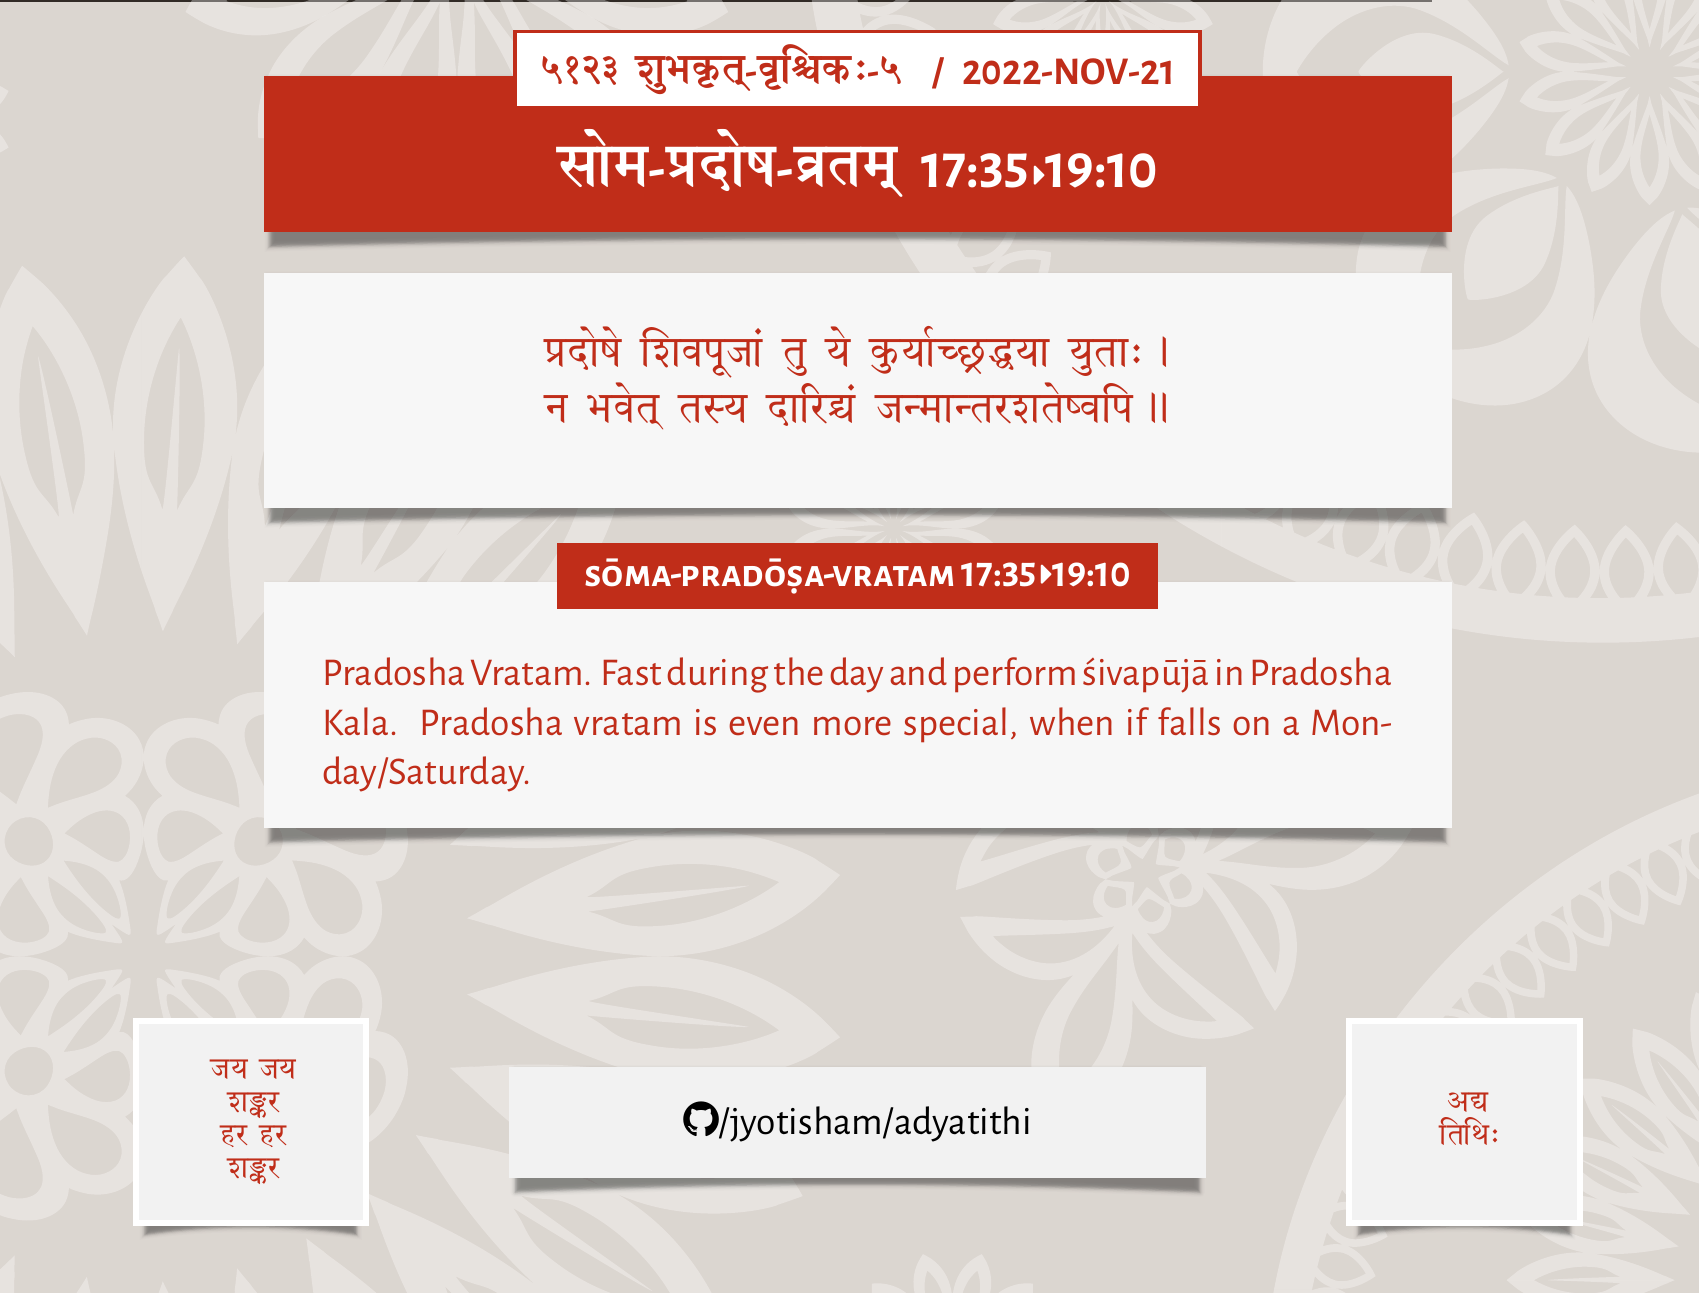 ५१२३ शुभकृत्-वृश्चिकः-५ / 2022-NOV-21
सोम-प्रदोष-व्रतम् 17:35▸19:10
प्रदोषे शिवपूजां तु ये कुर्याच्छ्रद्धया युताः ।
न भवेत् तस्य दारिद्र्यं जन्मान्तरशतेष्वपि ॥
SŌMA-PRADŌṢA-VRATAM 17:35▸19:10
Pradosha Vratam. Fast during the day and perform śivapūjā in Pradosha
Kala. Pradosha vratam is even more special, when if falls on a Mon-
day/Saturday.
जय जय
शङ्कर
हर हर
शङ्कर
/jyotisham/adyatithi
अद्य
तिथिः